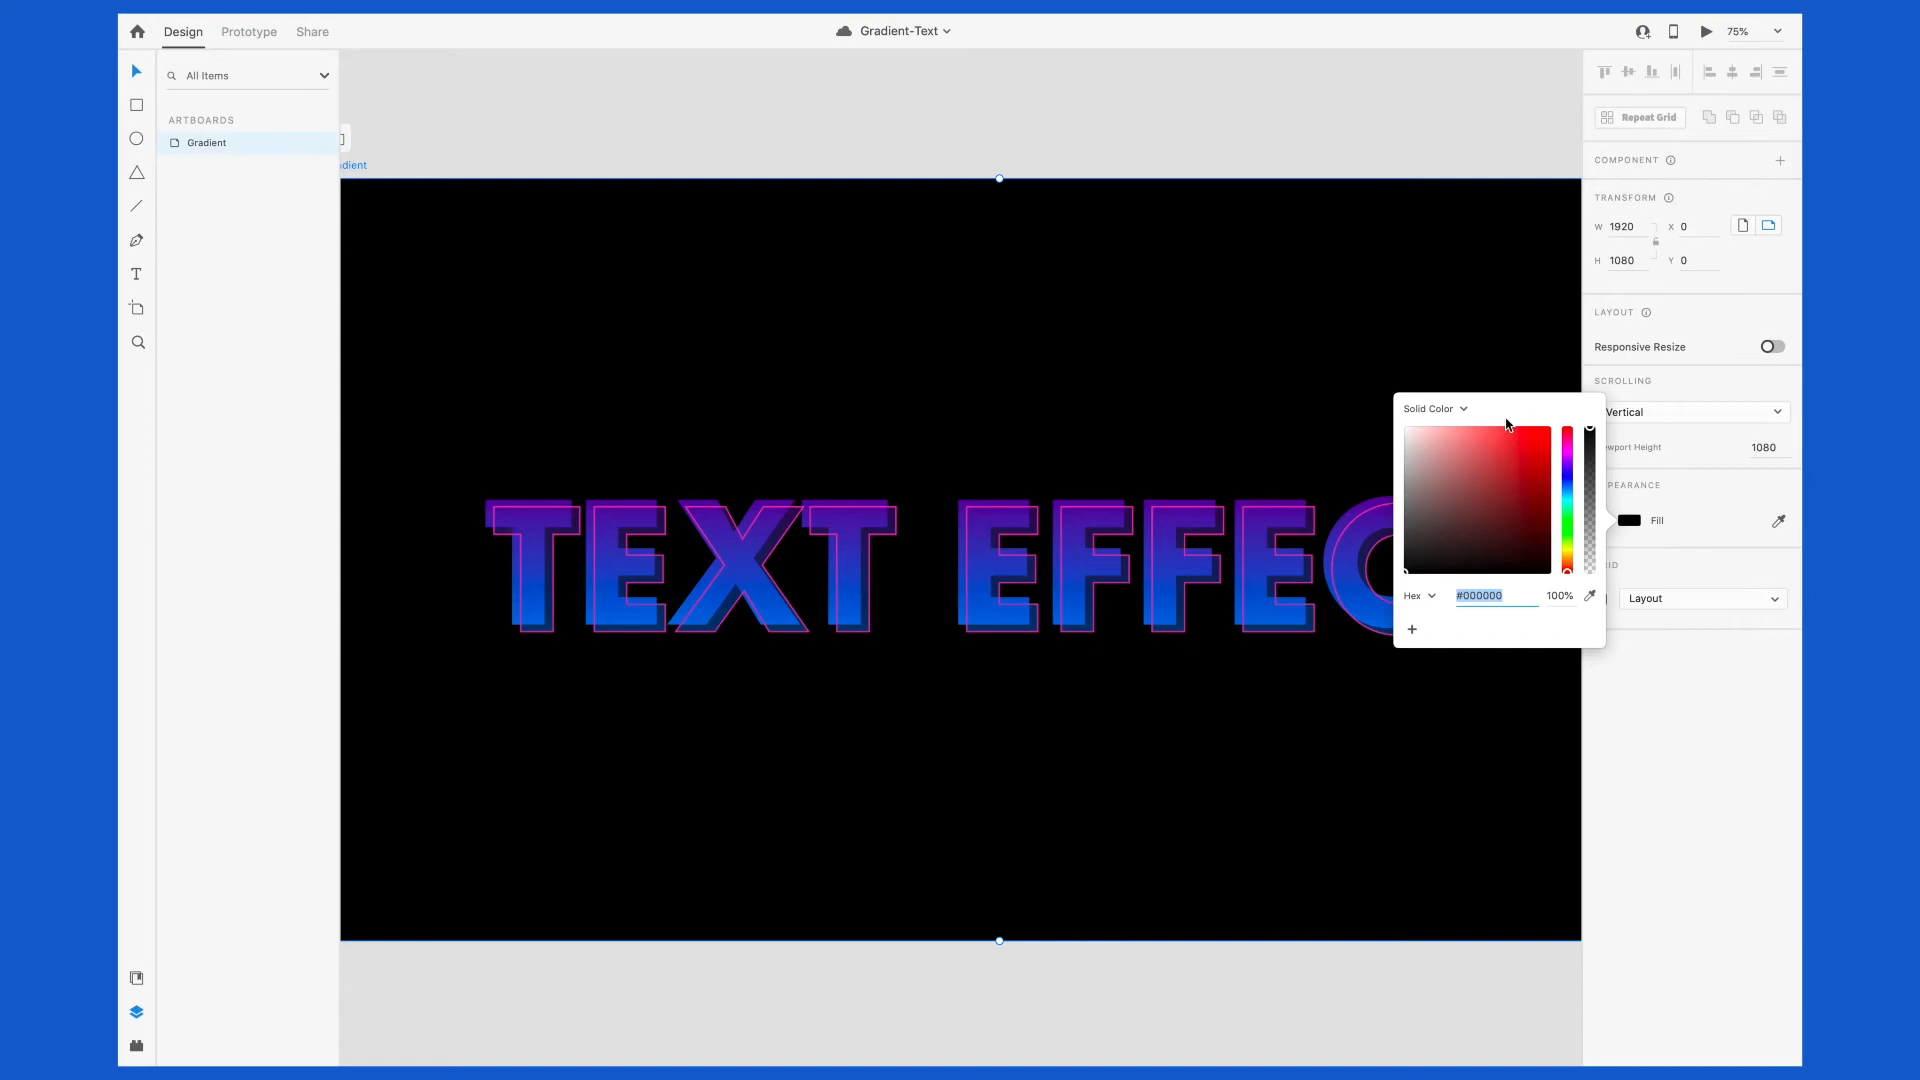 Design Prototype Share
Gradient-Text
75%
All Items
ARTBOARDS
Gradient
dient
TEXT EFFEC
Repeat Grid
COMPONENT
TRANSFORM
W 1920 X 0
H 1080 Y 0
LAYOUT
Responsive Resize
SCROLLING
Vertical
wport Height 1080
PEARANCE
Fill
RID
Layout
Solid Color
Hex #000000 100%